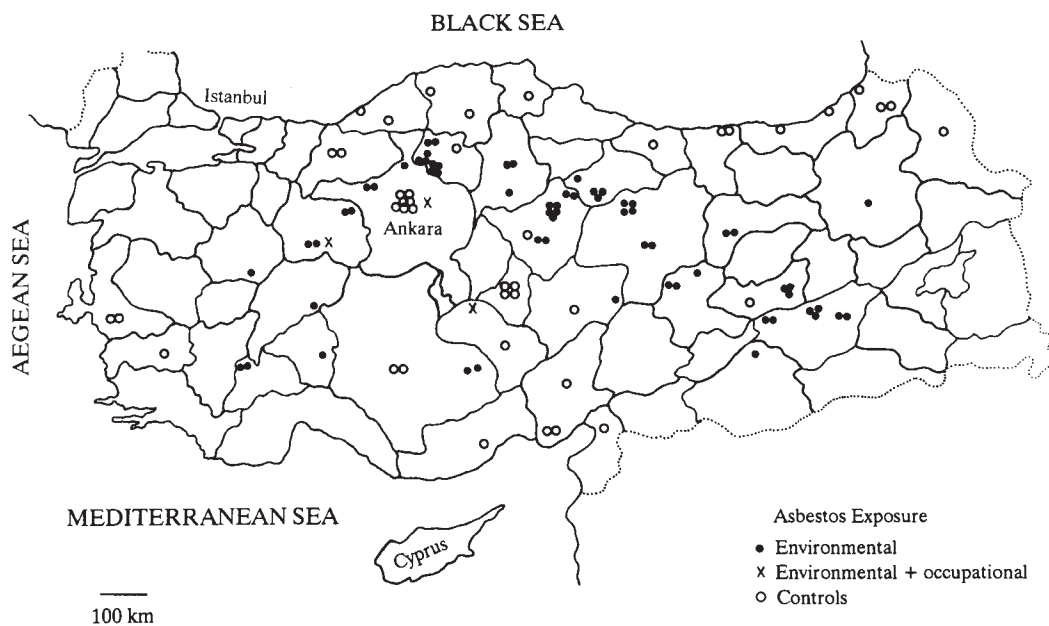 BLACK SEA
Istanbul
Ankara
AEGEAN SEA
MEDITERRANEAN SEA
Cyprus
100 km
Asbestos Exposure
Environmental
x Environmental + occupational
Controls